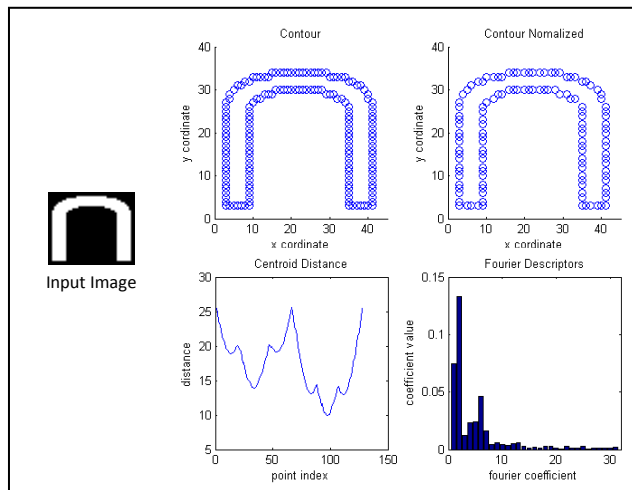 Contour
40
30
20
10
0
y cordinate
0 10 20 30 40
x cordinate
Contour Nomalized
40
30
20
10
0
y cordinate
0 10 20 30 40
x cordinate
Input Image
Centroid Distance
30
25
20
15
10
5
distance
0 50 100 150
point index
Fourier Descriptors
0.15
0.1
0.05
0
coefficient value
0 10 20 30
fourier coefficient